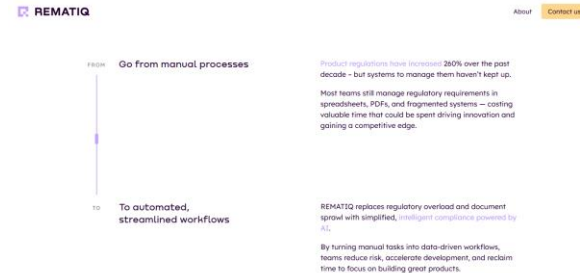 REMATIQ
About
Contact us
FROM
Go from manual processes
Product regulations have increased 260% over the past
decade – but systems to manage them haven't kept up.
Most teams still manage regulatory requirements in
spreadsheets, PDFs, and fragmented systems — costing
valuable time that could be spent driving innovation and
gaining a competitive edge.
TO
To automated,
streamlined workflows
REMATIQ replaces regulatory overload and document
sprawl with simplified, intelligent compliance powered by
AI.
By turning manual tasks into data-driven workflows,
teams reduce risk, accelerate development, and reclaim
time to focus on building great products.